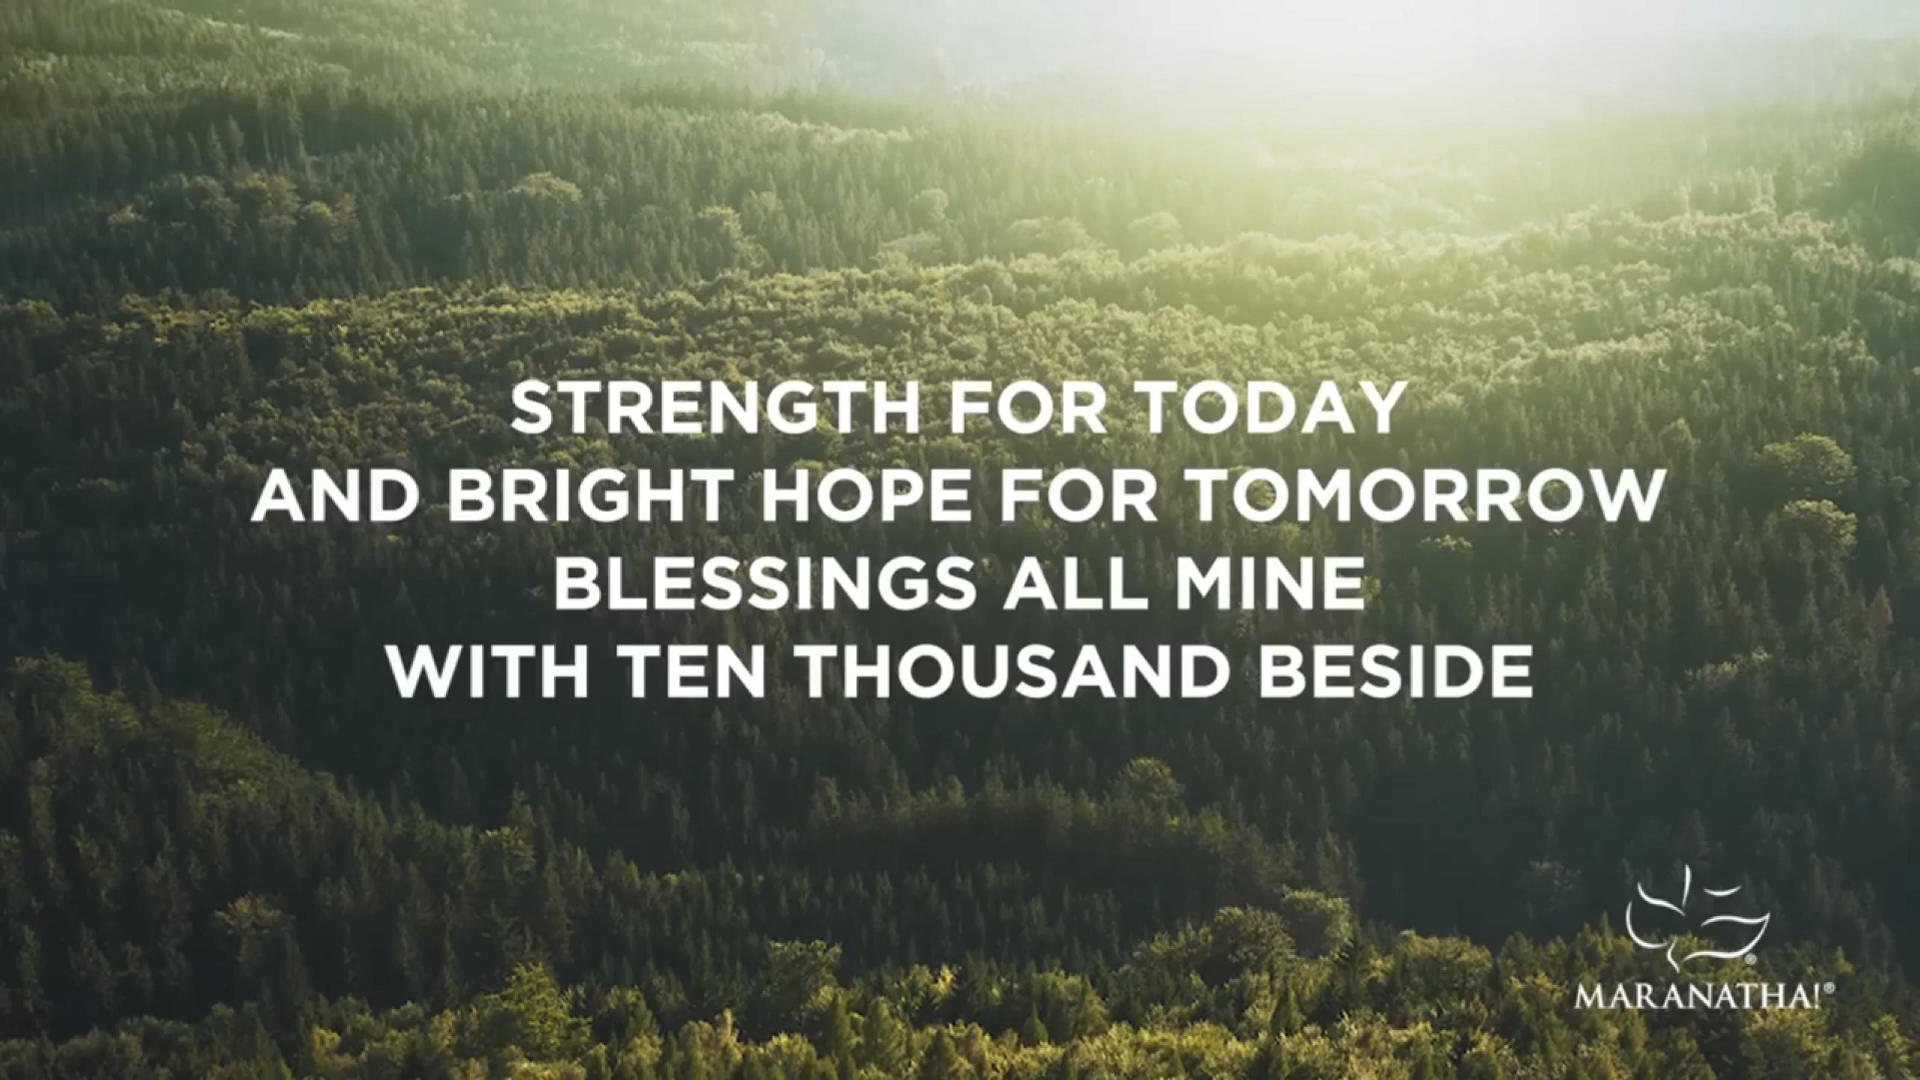 STRENGTH FOR TODAY
AND BRIGHT HOPE FOR TOMORROW
BLESSINGS ALL MINE
WITH TEN THOUSAND BESIDE
®
MARANATHA!®